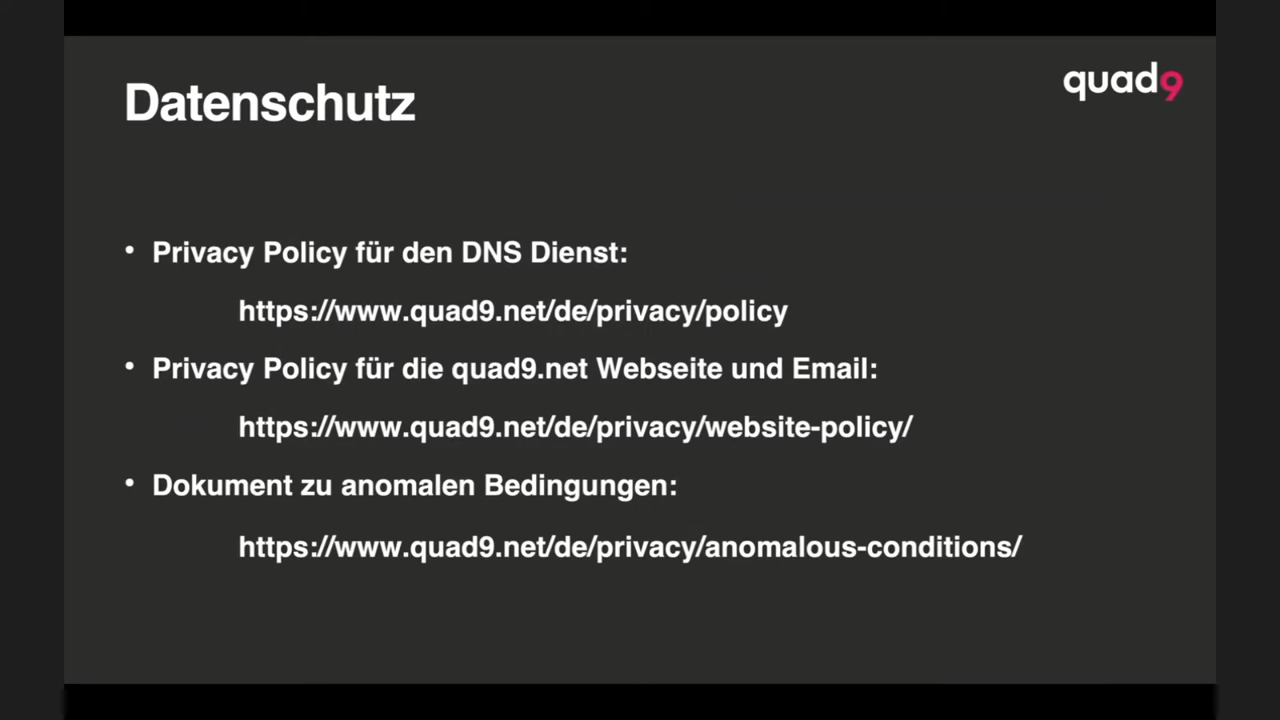 Datenschutz
quad9
• Privacy Policy für den DNS Dienst:
https://www.quad9.net/de/privacy/policy
• Privacy Policy für die quad9.net Webseite und Email:
https://www.quad9.net/de/privacy/website-policy/
• Dokument zu anomalen Bedingungen:
https://www.quad9.net/de/privacy/anomalous-conditions/